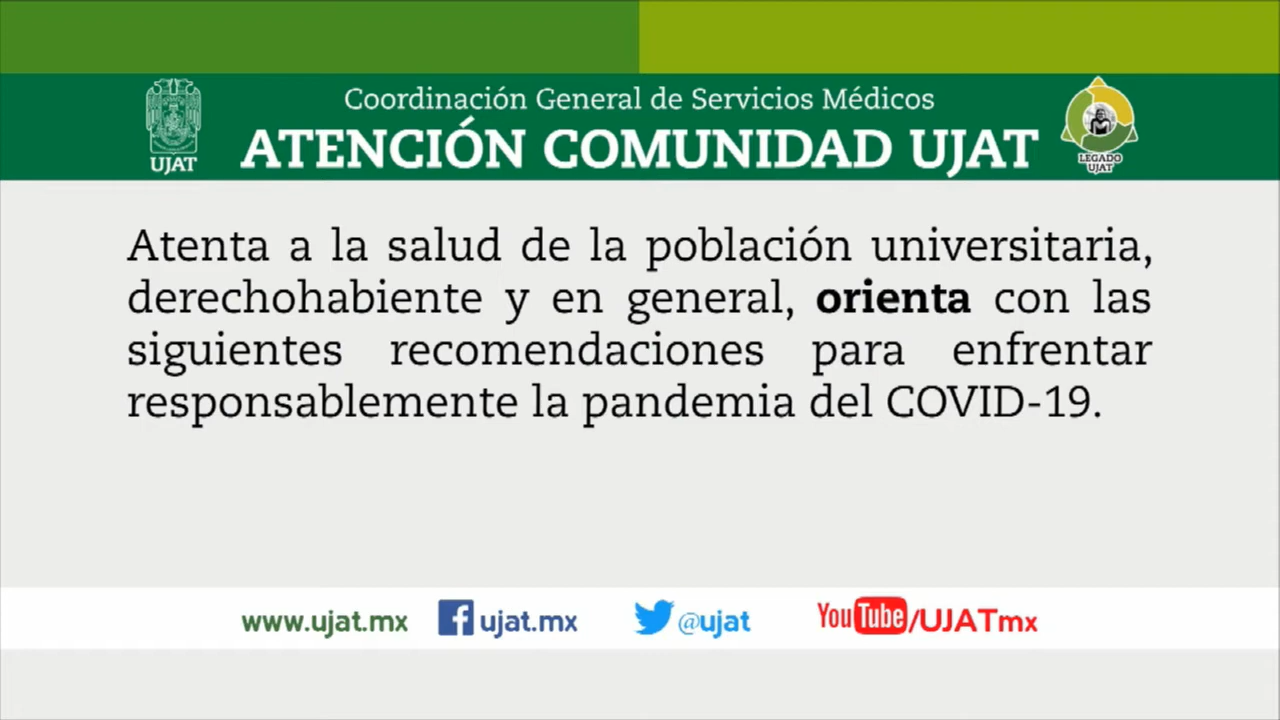 Coordinación General de Servicios Médicos
ATENCIÓN COMUNIDAD UJAT
UJAT
LEGADO
UJAT
Atenta a la salud de la población universitaria,
derechohabiente y en general, orienta con las
siguientes recomendaciones para enfrentar
responsablemente la pandemia del COVID-19.
www.ujat.mx
ujat.mx
@ujat
YouTube/UJATmx